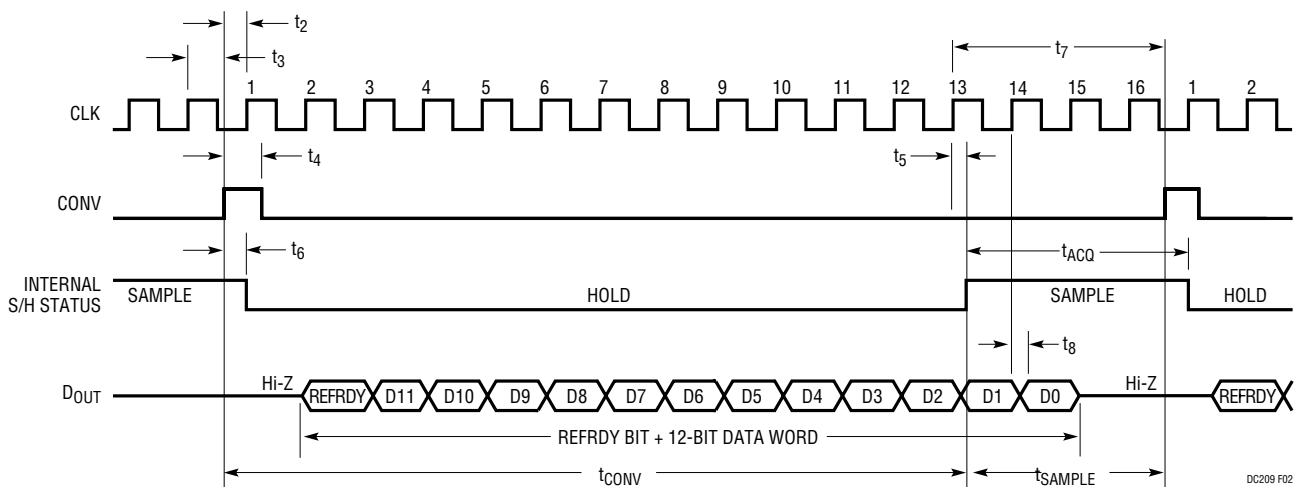 t2
t3
t7
1 2 3 4 5 6 7 8 9 10 11 12 13 14 15 16 1 2
CLK
t4
t5
CONV
t6
tACQ
INTERNAL
S/H STATUS
SAMPLE HOLD SAMPLE HOLD
t8
DOUT
Hi-Z REFRDY D11 D10 D9 D8 D7 D6 D5 D4 D3 D2 D1 D0 Hi-Z REFRDY
REFRDY BIT + 12-BIT DATA WORD
tCONV
tSAMPLE
DC209 F02